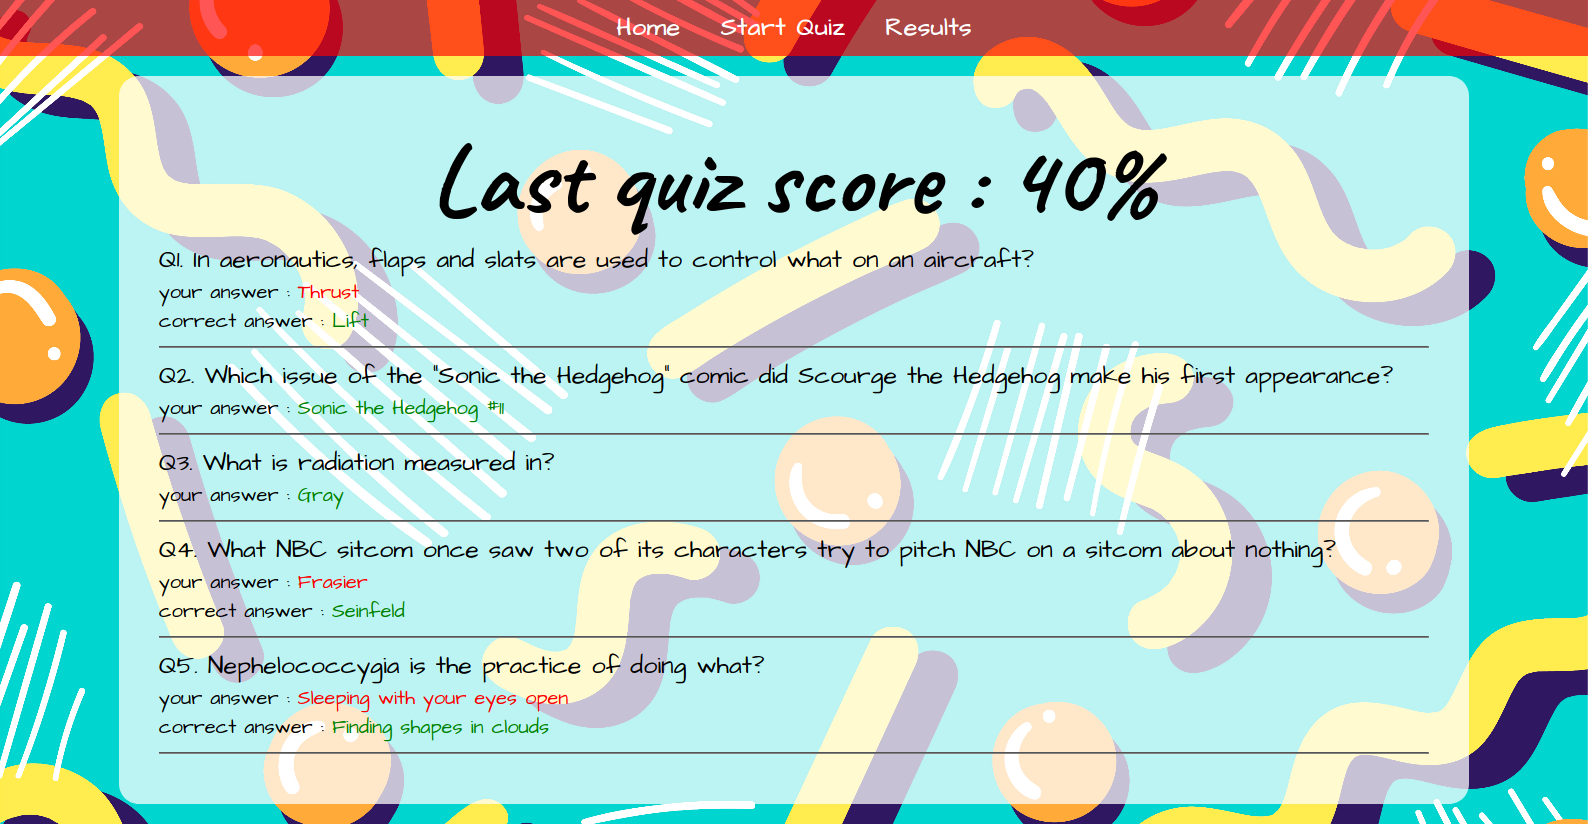 Home Start Quiz Results
Last quiz score : 40%
Q1. In aeronautics, flaps and slats are used to control what on an aircraft?
your answer : Thrust
correct answer : Lift
Q2. Which issue of the "Sonic the Hedgehog" comic did Scourge the Hedgehog make his first appearance?
your answer : Sonic the Hedgehog #11
Q3. What is radiation measured in?
your answer : Gray
Q4. What NBC sitcom once saw two of its characters try to pitch NBC on a sitcom about nothing?
your answer : Frasier
correct answer : Seinfeld
Q5. Nephelococcygia is the practice of doing what?
your answer : Sleeping with your eyes open
correct answer : Finding shapes in clouds